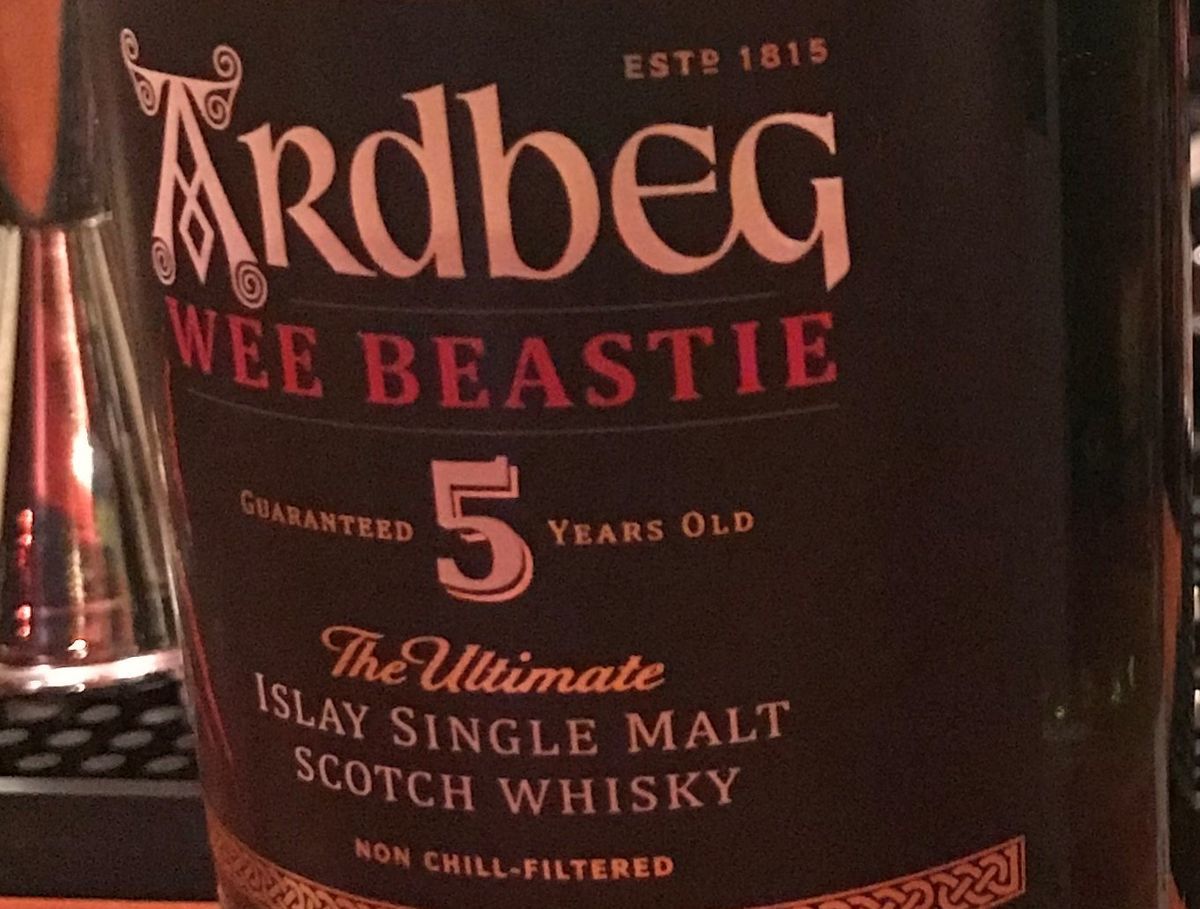 ESTD 1815
ARdbEG
WEE BEASTIE
GUARANTEED 5 YEARS OLD
The Ultimate
ISLAY SINGLE MALT
SCOTCH WHISKY
NON CHILL-FILTERED